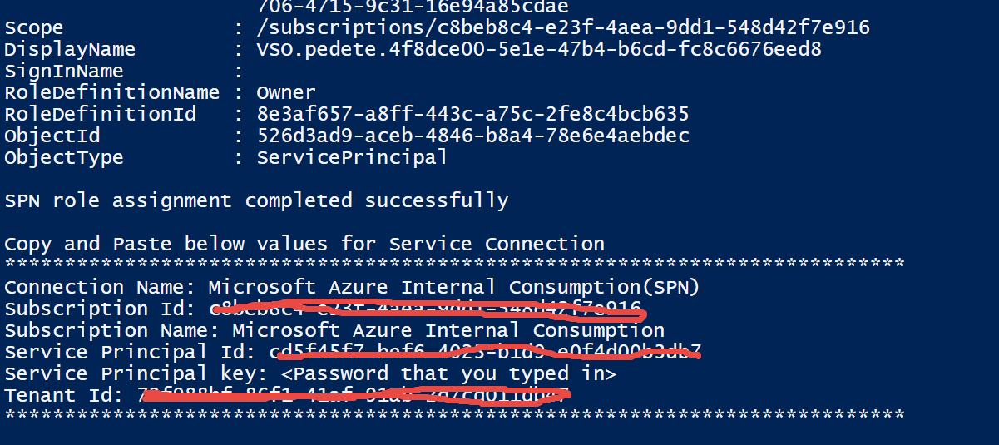 706-4715-9c31-16e94a85cdae
Scope : /subscriptions/c8beb8c4-e23f-4aea-9dd1-548d42f7e916
DisplayName : VSO.pedete.4f8dce00-5e1e-47b4-b6cd-fc8c6676eed8
SignInName :
RoleDefinitionName : Owner
RoleDefinitionId : 8e3af657-a8ff-443c-a75c-2fe8c4bcb635
ObjectId : 526d3ad9-aceb-4846-b8a4-78e6e4aebdec
ObjectType : ServicePrincipal
SPN role assignment completed successfully
Copy and Paste below values for Service Connection
***************************************************************************
Connection Name: Microsoft Azure Internal Consumption(SPN)
Subscription Id:
Subscription Name: Microsoft Azure Internal Consumption
Service Principal Id:
Service Principal key: <Password that you typed in>
Tenant Id:
***************************************************************************